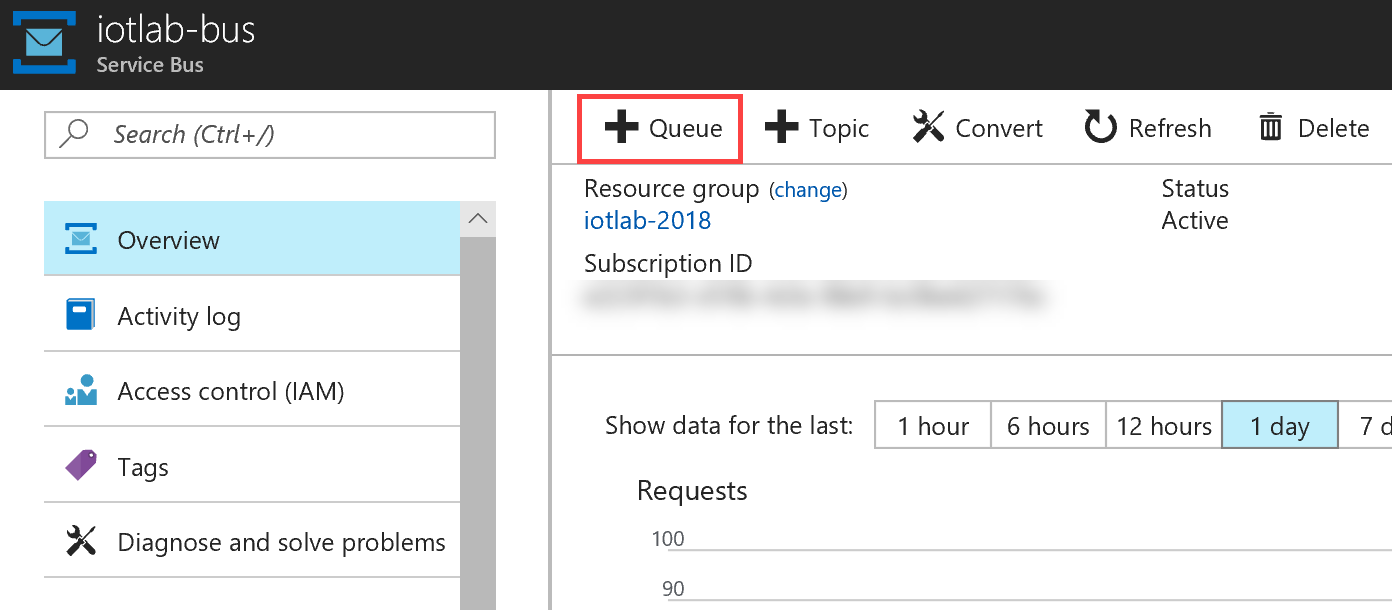 iotlab-bus
Service Bus
Search (Ctrl+/)
Overview
Activity log
Access control (IAM)
Tags
Diagnose and solve problems
Queue Topic Convert Refresh Delete
Resource group (change) Status
iotlab-2018 Active
Subscription ID
Show data for the last: 1 hour 6 hours 12 hours 1 day 7 d
Requests
100
90